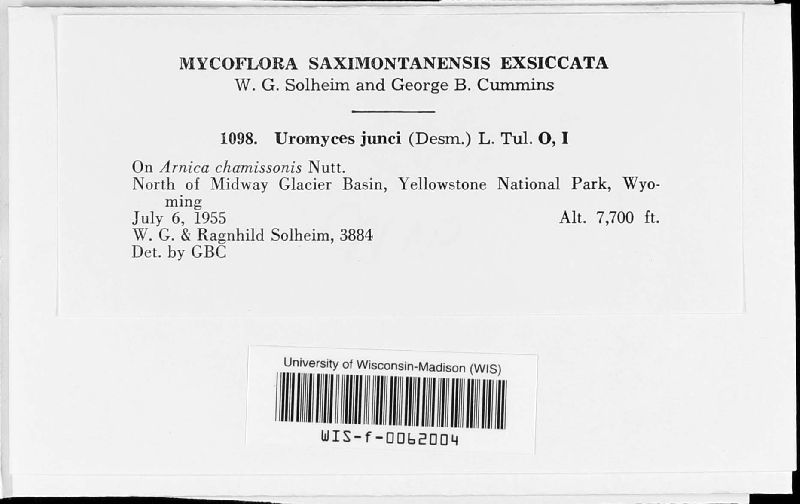 MYCOFLORA SAXIMONTANENSIS EXSICCATA
W. G. Solheim and George B. Cummins
1098. Uromyces junci (Desm.) L. Tul. O, I
On Arnica chamissonis Nutt.
North of Midway Glacier Basin, Yellowstone National Park, Wyo-
ming
July 6, 1955 Alt. 7,700 ft.
W. G. & Ragnhild Solheim, 3884
Det. by GBC
University of Wisconsin-Madison (WIS)
WIS-f-0062004